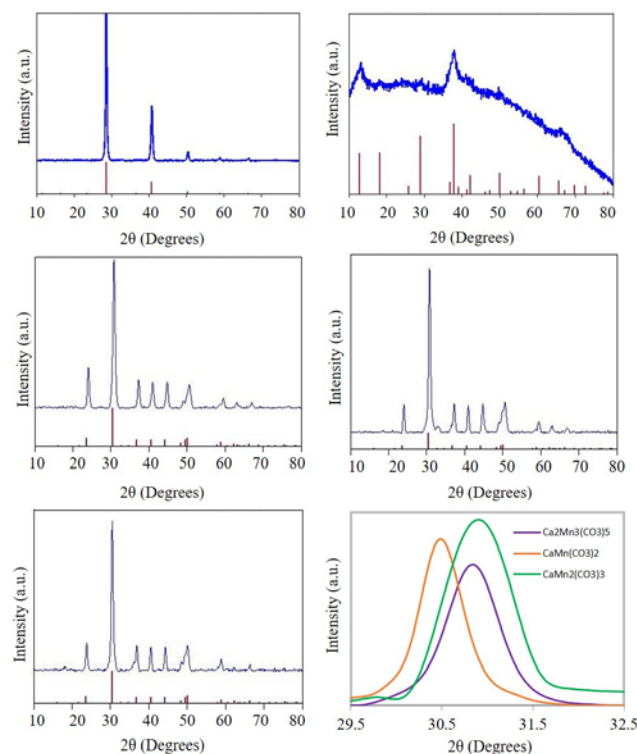 Intensity (a.u.)
10 20 30 40 50 60 70 80
2θ (Degrees)
Intensity (a.u.)
10 20 30 40 50 60 70 80
2θ (Degrees)
Intensity (a.u.)
10 20 30 40 50 60 70 80
2θ (Degrees)
Intensity (a.u.)
10 20 30 40 50 60 70 80
2θ (Degrees)
Intensity (a.u.)
10 20 30 40 50 60 70 80
2θ (Degrees)
Intensity (a.u.)
Ca2Mn3(CO3)5
CaMn(CO3)2
CaMn2(CO3)3
29.5 30.5 31.5 32.5
2θ (Degrees)